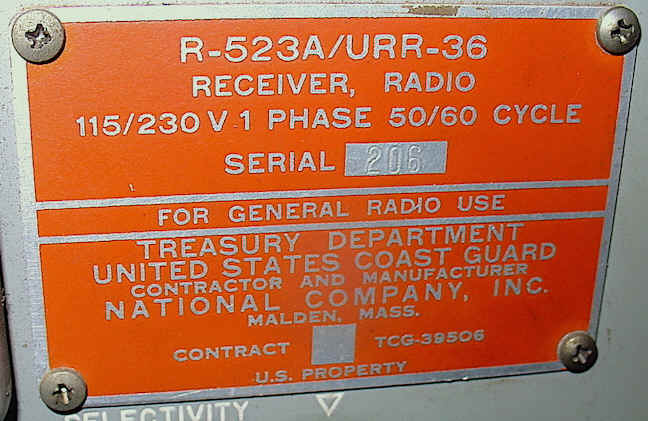 R-523A/URR-36
RECEIVER, RADIO
115/230 V 1 PHASE 50/60 CYCLE
SERIAL 206
FOR GENERAL RADIO USE
TREASURY DEPARTMENT
UNITED STATES COAST GUARD
CONTRACTOR AND MANUFACTURER
NATIONAL COMPANY, INC.
MALDEN, MASS.
CONTRACT TCG-39506
U.S. PROPERTY
SELECTIVITY